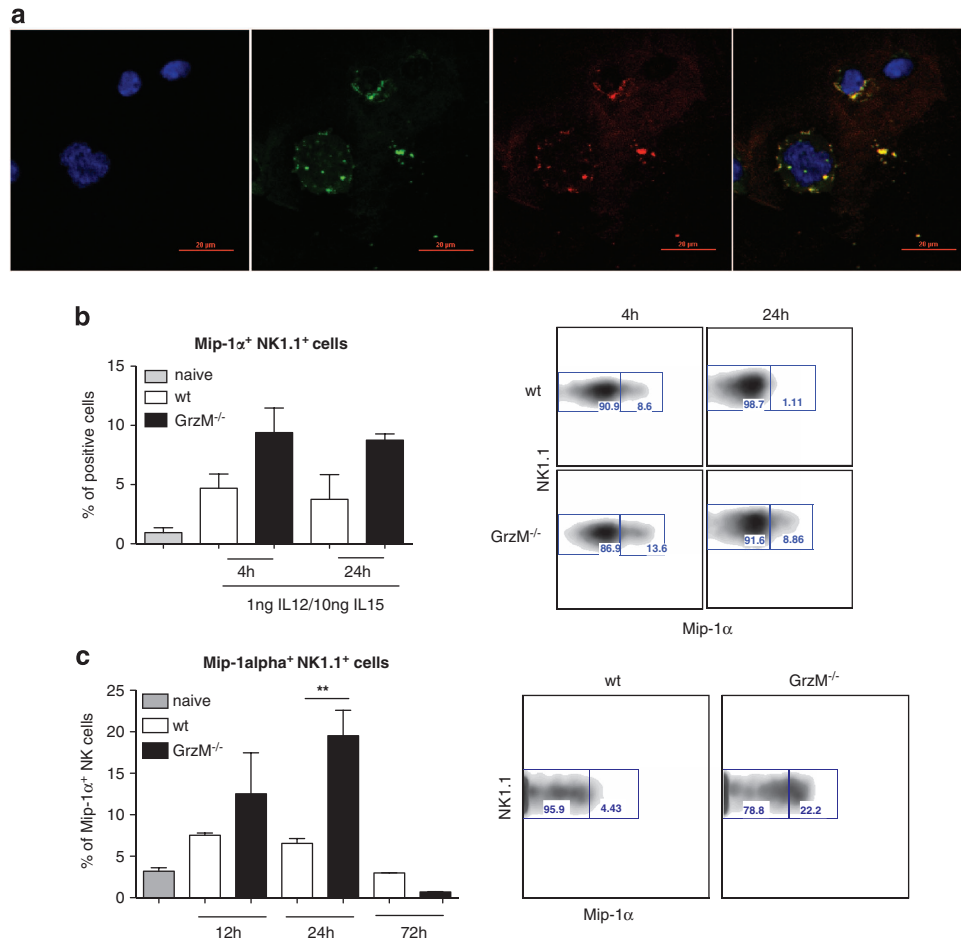 a
20 µm
20 µm
20 µm
20 µm
b
Mip-1α+ NK1.1+ cells
% of positive cells
15
10
5
0
naive
wt
GrzM-/-
4h
24h
1ng IL12/10ng IL15
4h
24h
wt
90.9
8.6
98.7
1.11
GrzM-/-
86.9
13.6
91.6
8.86
NK1.1
Mip-1α
c
Mip-1alpha+ NK1.1+ cells
% of Mip-1α+ NK cells
25
20
15
10
5
0
naive
wt
GrzM-/-
**
12h
24h
72h
wt
GrzM-/-
NK1.1
95.9
4.43
78.8
22.2
Mip-1α